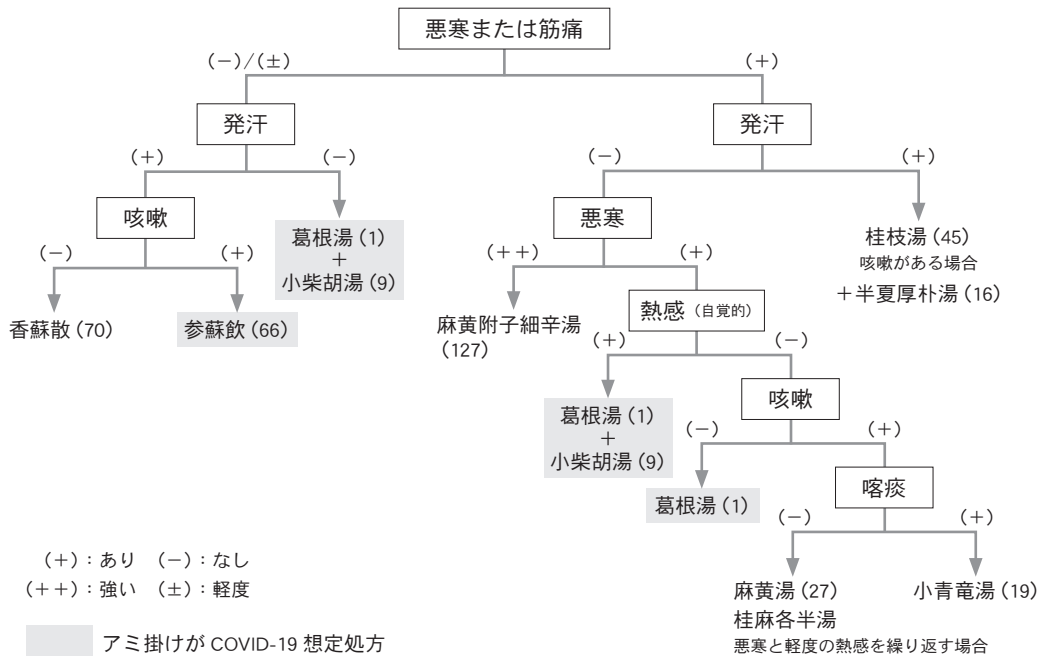 悪寒または筋痛
(−)/(±)
(+)
発汗
発汗
(+)
(−)
(−)
(+)
咳嗽
葛根湯(1)
+
小柴胡湯(9)
悪寒
桂枝湯(45)
咳嗽がある場合
+半夏厚朴湯(16)
(−)
(+)
(++)
(+)
香蘇散(70)
参蘇飲(66)
麻黄附子細辛湯
(127)
熱感(自覚的)
(+)
(−)
葛根湯(1)
+
小柴胡湯(9)
咳嗽
(−)
(+)
葛根湯(1)
喀痰
(−)
(+)
麻黄湯(27)
桂麻各半湯
悪寒と軽度の熱感を繰り返す場合
小青竜湯(19)
(+):あり (−):なし
(++):強い (±):軽度
アミ掛けが COVID-19 想定処方